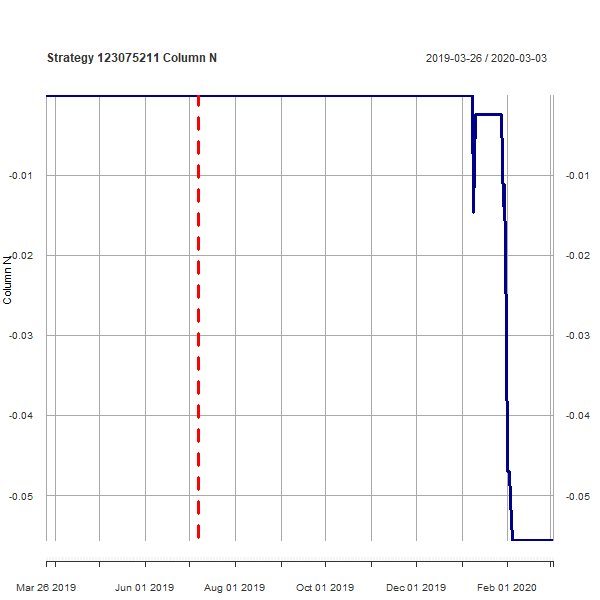 Strategy 123075211 Column N
2019-03-26 / 2020-03-03
-0.01
-0.01
-0.02
-0.02
Column N
-0.03
-0.03
-0.04
-0.04
-0.05
-0.05
Mar 26 2019
Jun 01 2019
Aug 01 2019
Oct 01 2019
Dec 01 2019
Feb 01 2020